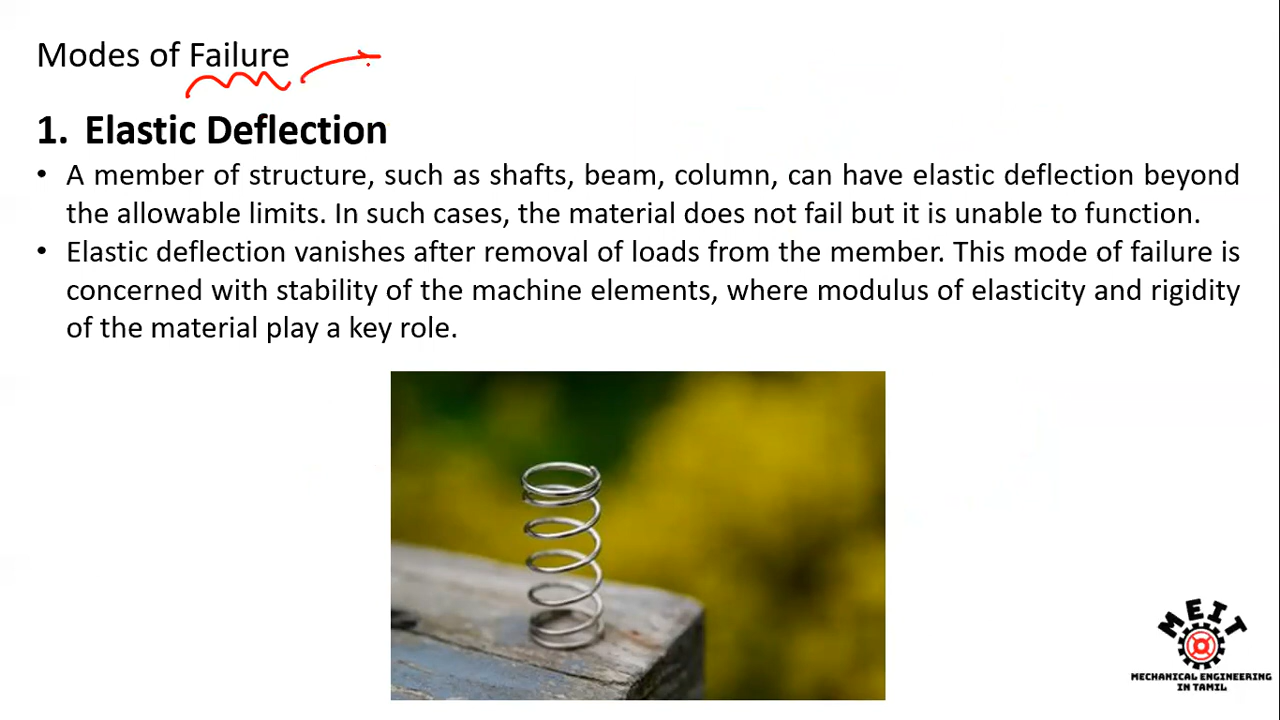 Modes of Failure
1. Elastic Deflection
• A member of structure, such as shafts, beam, column, can have elastic deflection beyond
the allowable limits. In such cases, the material does not fail but it is unable to function.
• Elastic deflection vanishes after removal of loads from the member. This mode of failure is
concerned with stability of the machine elements, where modulus of elasticity and rigidity
of the material play a key role.
MEIT
MECHANICAL ENGINEERING
IN TAMIL